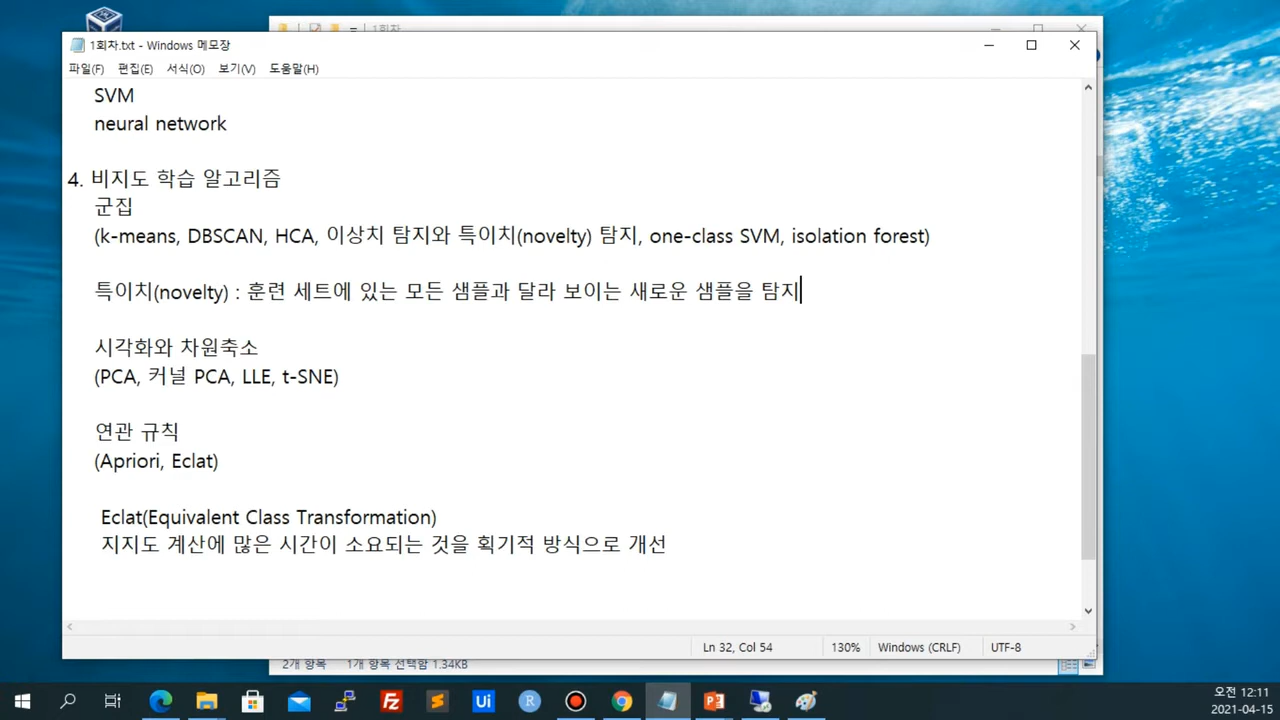 1회차
1회차.txt - Windows 메모장
파일(F) 편집(E) 서식(O) 보기(V) 도움말(H)
SVM
neural network
4. 비지도 학습 알고리즘
군집
(k-means, DBSCAN, HCA, 이상치 탐지와 특이치(novelty) 탐지, one-class SVM, isolation forest)
특이치(novelty) : 훈련 세트에 있는 모든 샘플과 달라 보이는 새로운 샘플을 탐지
시각화와 차원축소
(PCA, 커널 PCA, LLE, t-SNE)
연관 규칙
(Apriori, Eclat)
Eclat(Equivalent Class Transformation)
지지도 계산에 많은 시간이 소요되는 것을 획기적 방식으로 개선
Ln 32, Col 54 130% Windows (CRLF) UTF-8
2개 항목 1개 항목 선택함 1.34KB
Ui R
오전 12:11
2021-04-15